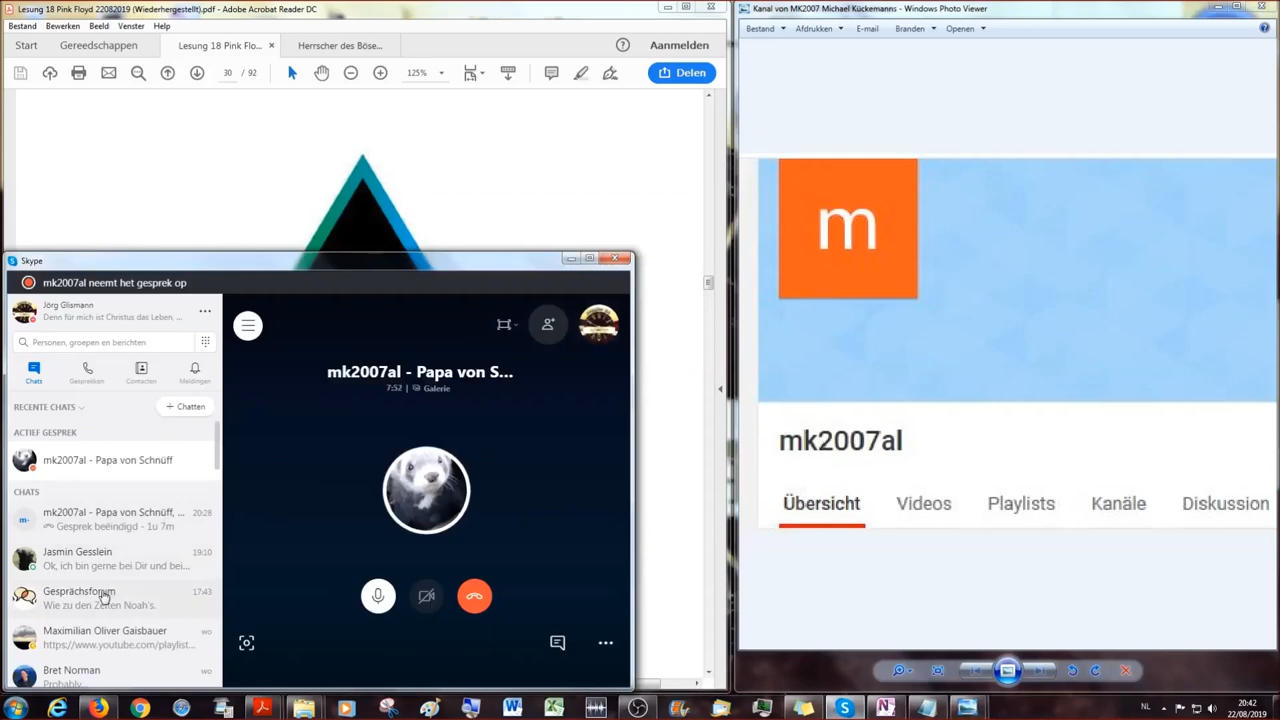 Lesung 18 Pink Floyd 22082019 (Wiederhergestellt).pdf - Adobe Acrobat Reader DC
Bestand Bewerken Beeld Venster Help
Start Gereedschappen Lesung 18 Pink Flo... × Herrscher des Böse... Aanmelden
30 / 92 125% Delen
Skype
mk2007al neemt het gesprek op
Jörg Glismann
Denn für mich ist Christus das Leben, ...
Personen, groepen en berichten
Chats Gesprekken Contacten Meldingen
RECENTE CHATS + Chatten
ACTIEF GESPREK
mk2007al - Papa von Schnüff
CHATS
m-
mk2007al - Papa von Schnüff, ... 20:28
Gesprek beëindigd - 1u 7m
Jasmin Gesslein 19:10
Ok, ich bin gerne bei Dir und bei...
Gesprächsforum 17:43
Wie zu den Zeiten Noah's.
Maximilian Oliver Gaisbauer wo
https://www.youtube.com/playlist...
Bret Norman wo
Probably...
mk2007al - Papa von S...
7:52 | Galerie
Kanal von MK2007 Michael Kückemanns - Windows Photo Viewer
Bestand Afdrukken E-mail Branden Openen
m
mk2007al
Übersicht Videos Playlists Kanäle Diskussion
NL 20:42
22/08/2019